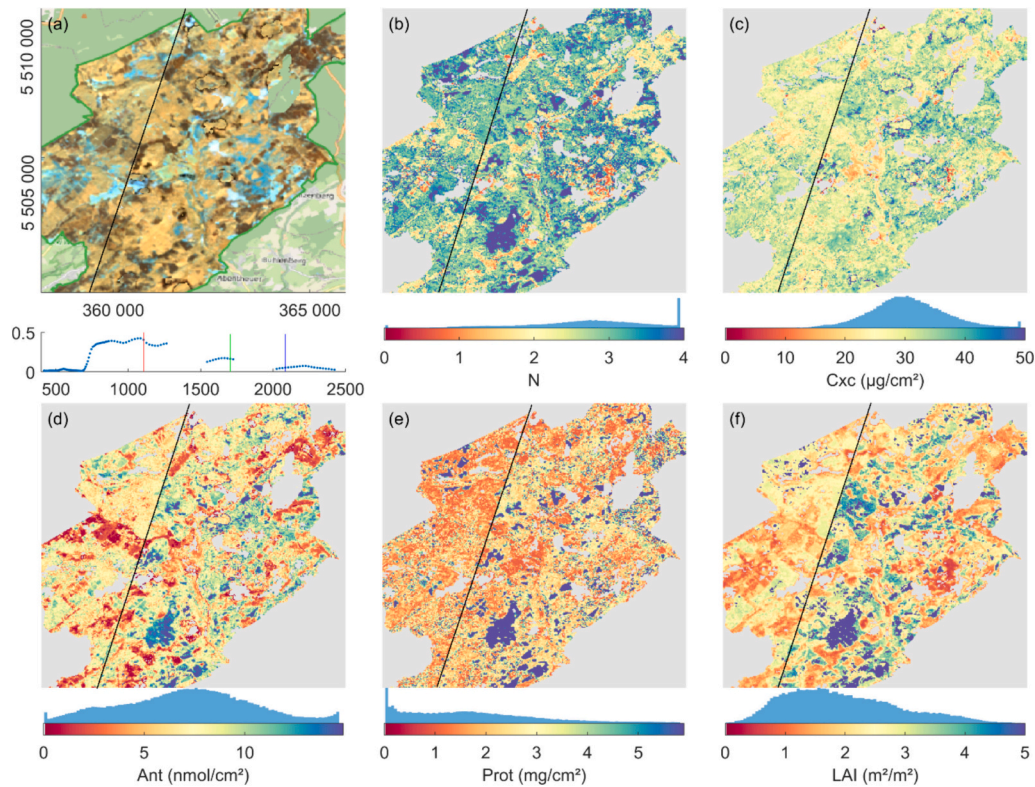 (a)
(b)
(c)
5 510 000
5 505 000
360 000
365 000
0.5
0
500
1000
1500
2000
2500
0
1
2
3
4
N
0
10
20
30
40
50
Cxc (µg/cm²)
(d)
(e)
(f)
0
5
10
Ant (nmol/cm²)
0
1
2
3
4
5
Prot (mg/cm²)
0
1
2
3
4
5
LAI (m²/m²)